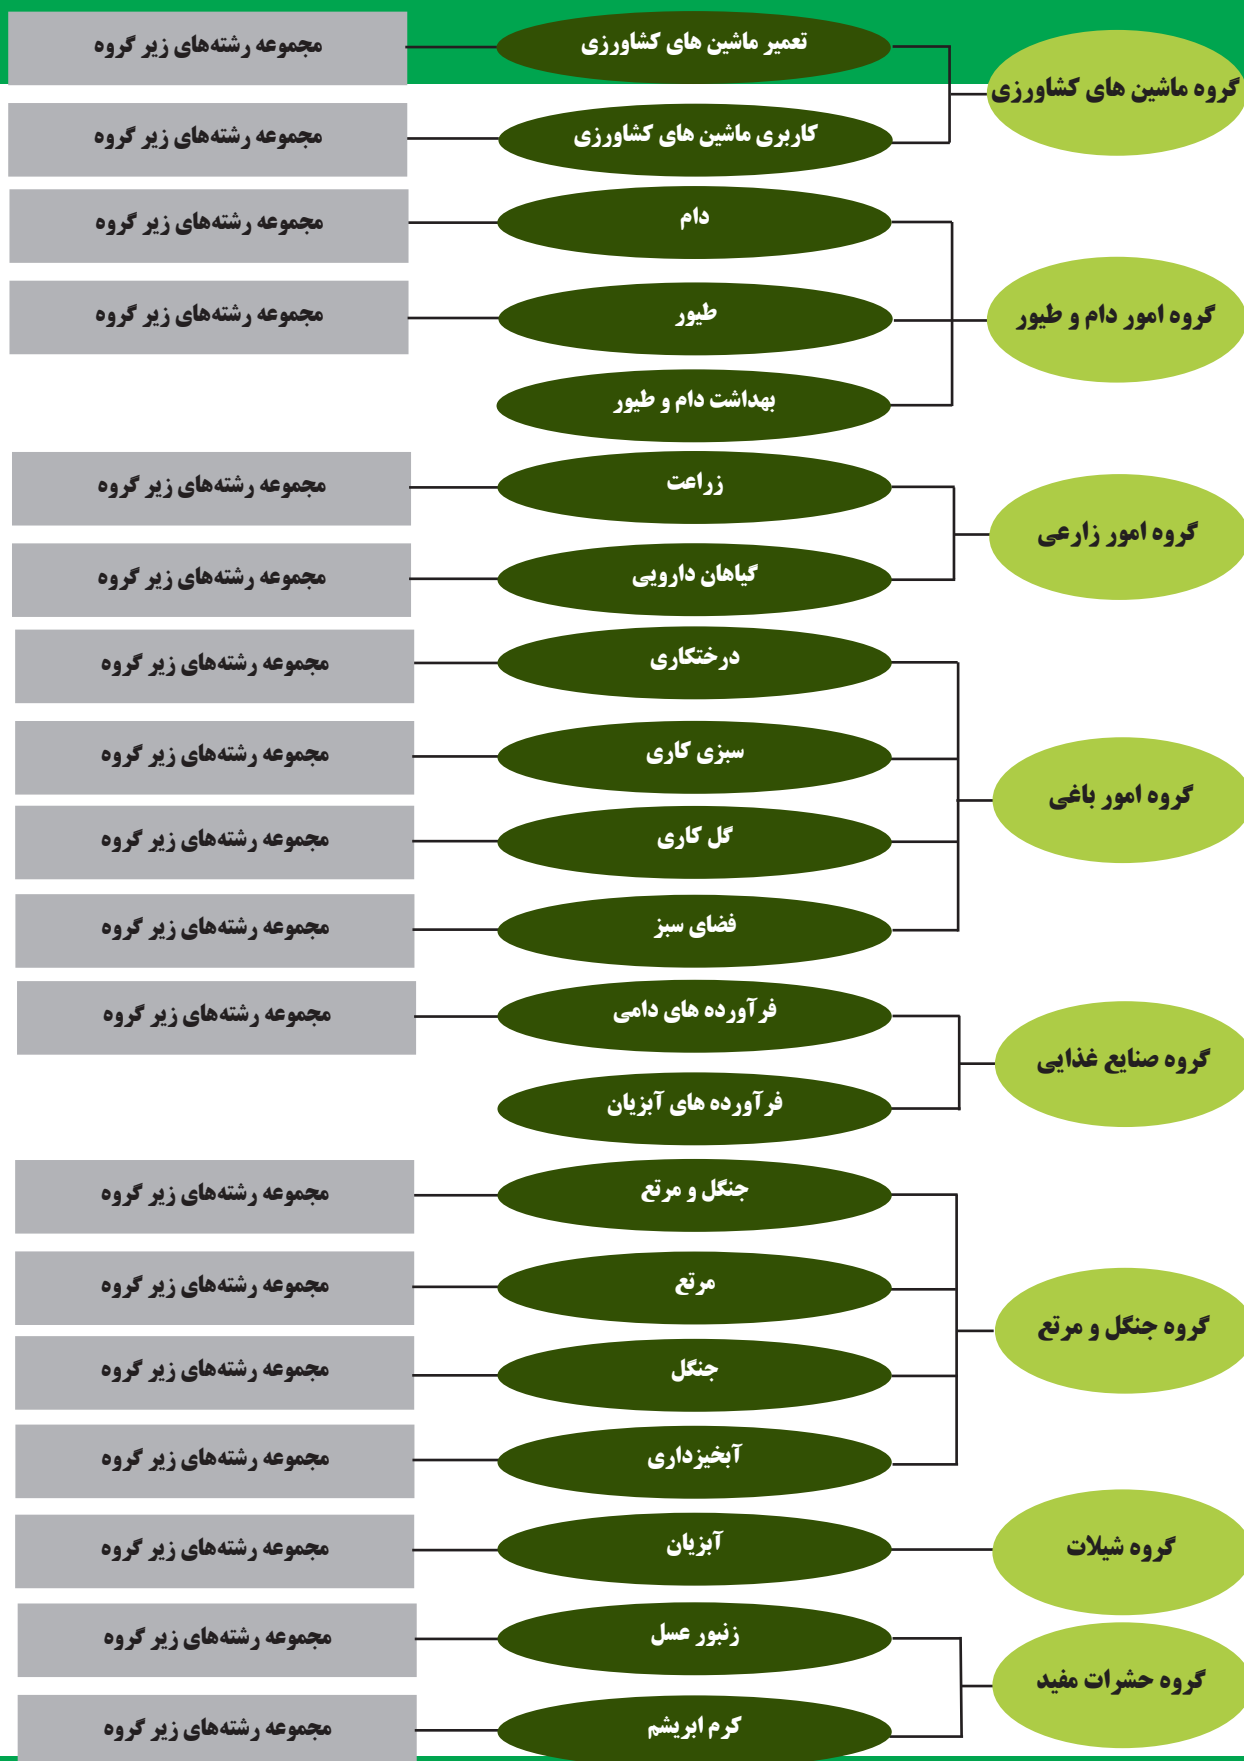 گروه ماشین های کشاورزی
تعمیر ماشین های کشاورزی
مجموعه رشته‌های زیر گروه
کاربری ماشین های کشاورزی
مجموعه رشته‌های زیر گروه
گروه امور دام و طیور
دام
مجموعه رشته‌های زیر گروه
طیور
مجموعه رشته‌های زیر گروه
بهداشت دام و طیور
گروه امور زارعی
زراعت
مجموعه رشته‌های زیر گروه
گیاهان دارویی
مجموعه رشته‌های زیر گروه
گروه امور باغی
درختکاری
مجموعه رشته‌های زیر گروه
سبزی کاری
مجموعه رشته‌های زیر گروه
گل کاری
مجموعه رشته‌های زیر گروه
فضای سبز
مجموعه رشته‌های زیر گروه
گروه صنایع غذایی
فرآورده های دامی
مجموعه رشته‌های زیر گروه
فرآورده های آبزیان
گروه جنگل و مرتع
جنگل و مرتع
مجموعه رشته‌های زیر گروه
مرتع
مجموعه رشته‌های زیر گروه
جنگل
مجموعه رشته‌های زیر گروه
آبخیزداری
مجموعه رشته‌های زیر گروه
گروه شیلات
آبزیان
مجموعه رشته‌های زیر گروه
گروه حشرات مفید
زنبور عسل
مجموعه رشته‌های زیر گروه
کرم ابریشم
مجموعه رشته‌های زیر گروه